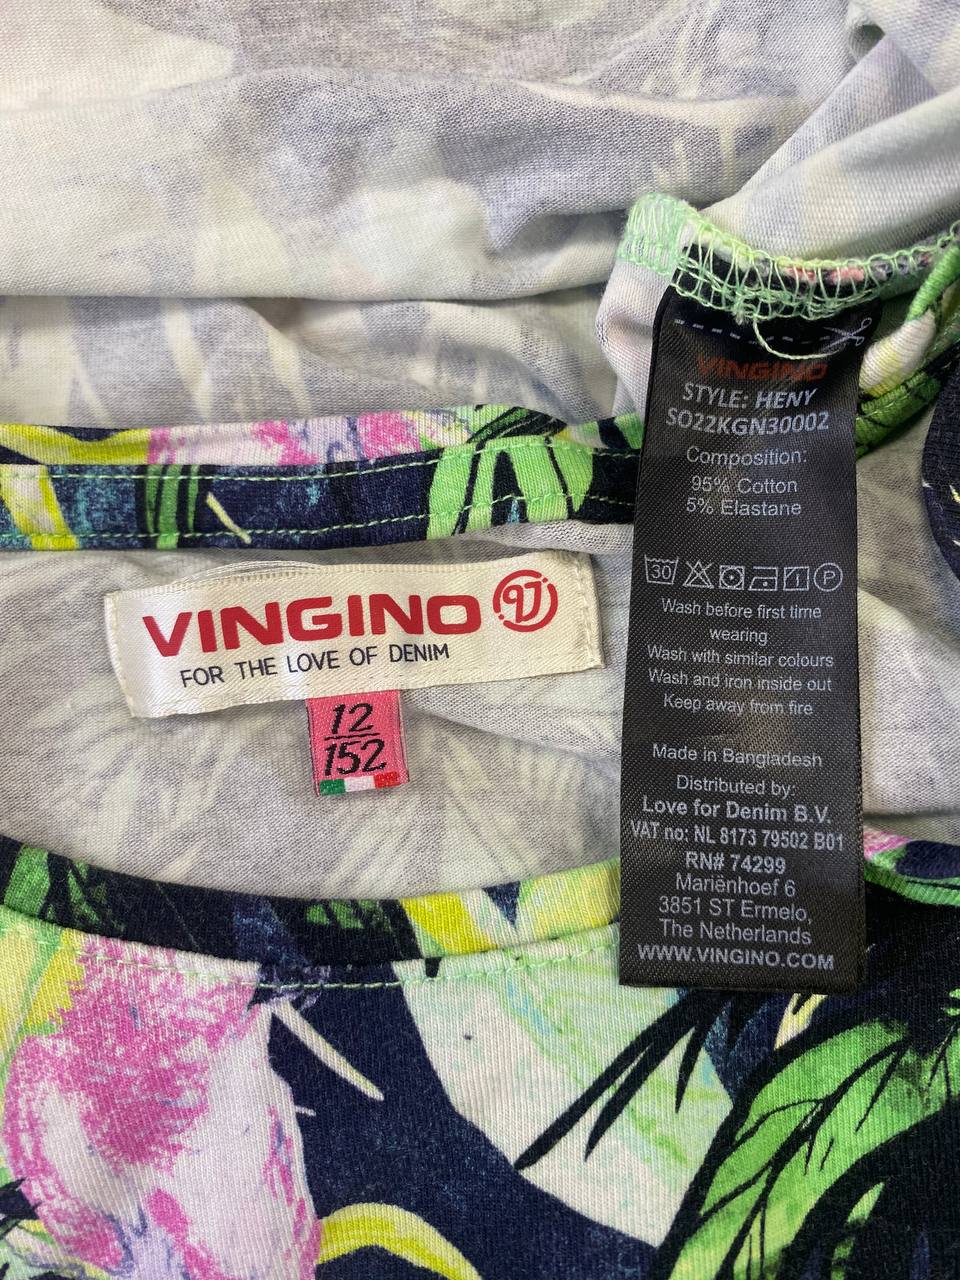 VINGINO
FOR THE LOVE OF DENIM
12
152
VINGINO
STYLE: HENY
SO22KGN30002
Composition:
95% Cotton
5% Elastane
30 1 P
Wash before first time
wearing
Wash with similar colours
Wash and iron inside out
Keep away from fire
Made in Bangladesh
Distributed by:
Love for Denim B.V.
VAT no: NL 8173 79502 B01
RN# 74299
Mariënhoef 6
3851 ST Ermelo,
The Netherlands
WWW.VINGINO.COM